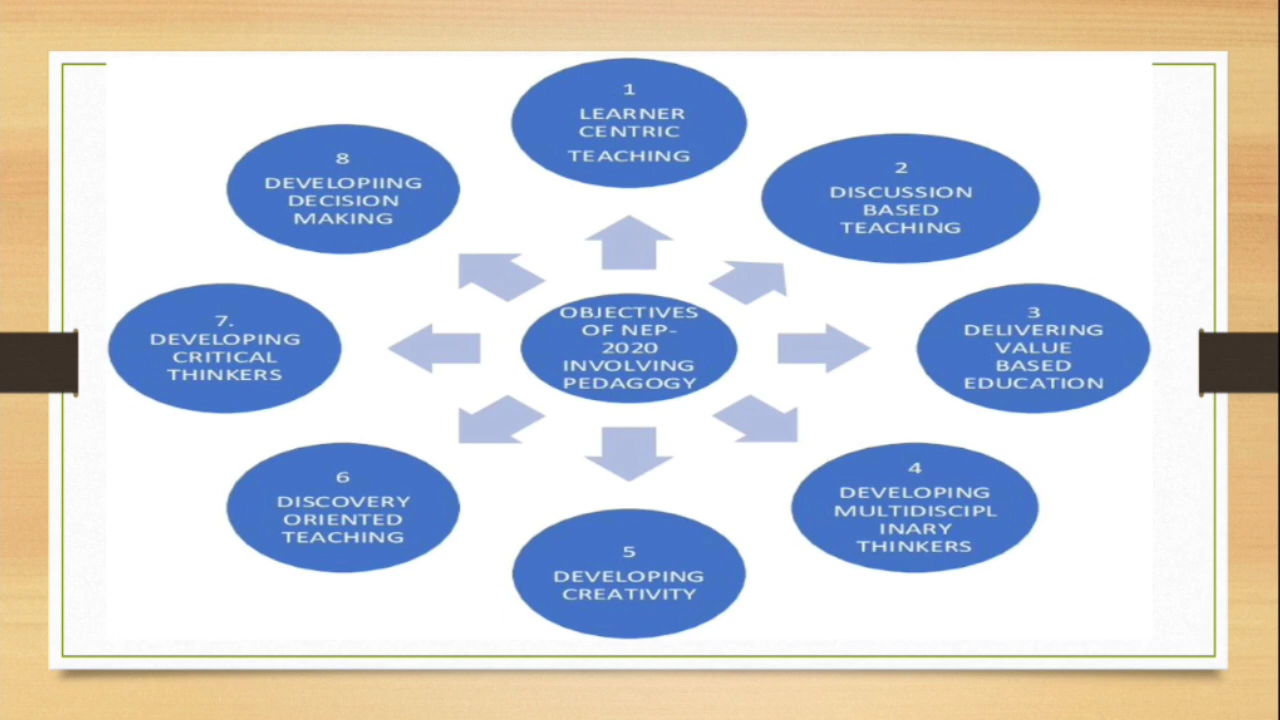 1
LEARNER
CENTRIC
TEACHING
2
DISCUSSION
BASED
TEACHING
3
DELIVERING
VALUE
BASED
EDUCATION
4
DEVELOPING
MULTIDISCIPL
INARY
THINKERS
5
DEVELOPING
CREATIVITY
6
DISCOVERY
ORIENTED
TEACHING
7.
DEVELOPING
CRITICAL
THINKERS
8
DEVELOPIING
DECISION
MAKING
OBJECTIVES
OF NEP-
2020
INVOLVING
PEDAGOGY